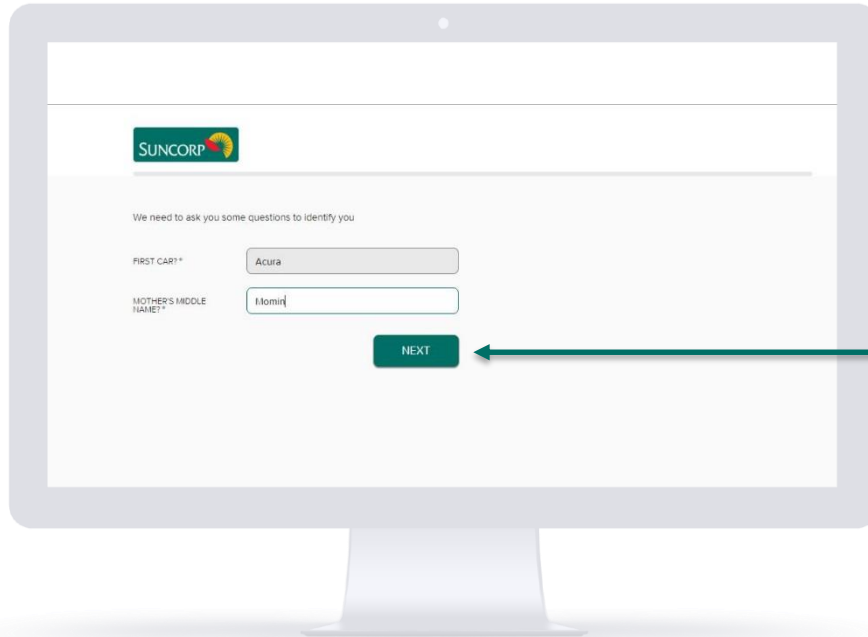 SUNCORP
We need to ask you some questions to identify you
FIRST CAR? *
Acura
MOTHER'S MIDDLE
NAME? *
Momin
NEXT